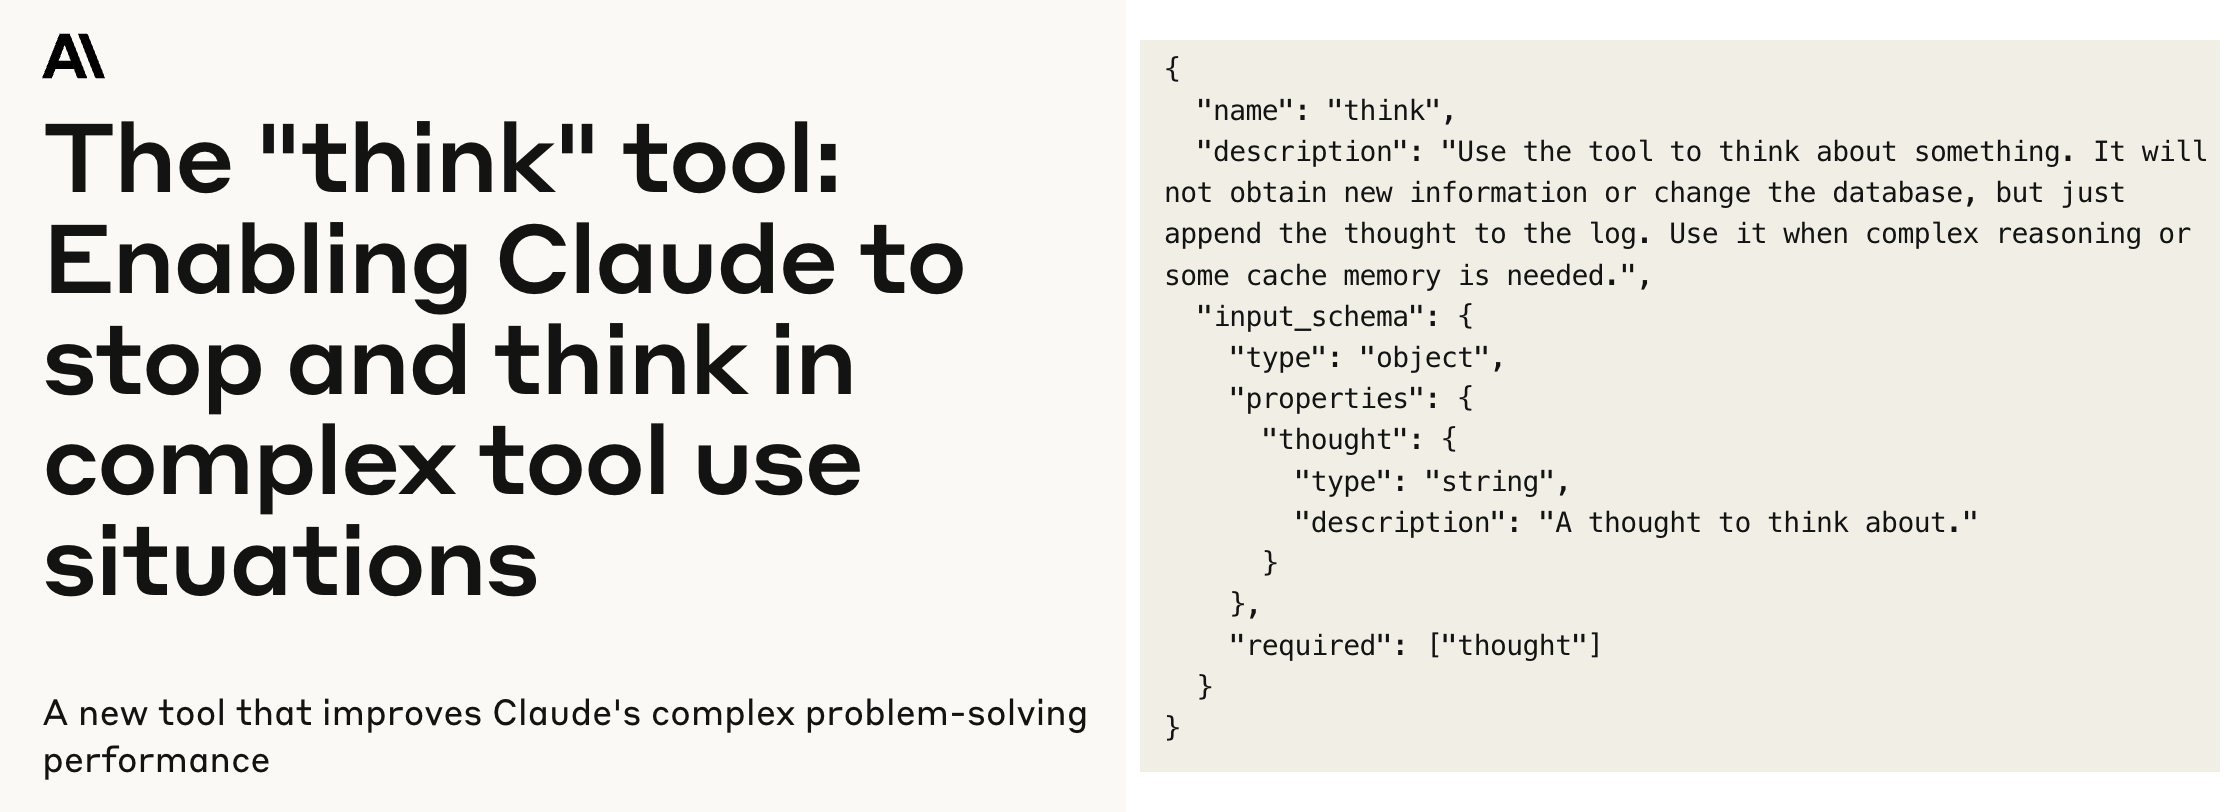 The "think" tool:
Enabling Claude to
stop and think in
complex tool use
situations
A new tool that improves Claude's complex problem-solving
performance
{
  "name": "think",
  "description": "Use the tool to think about something. It will
not obtain new information or change the database, but just
append the thought to the log. Use it when complex reasoning or
some cache memory is needed.",
  "input_schema": {
    "type": "object",
    "properties": {
      "thought": {
        "type": "string",
        "description": "A thought to think about."
      }
    },
    "required": ["thought"]
  }
}